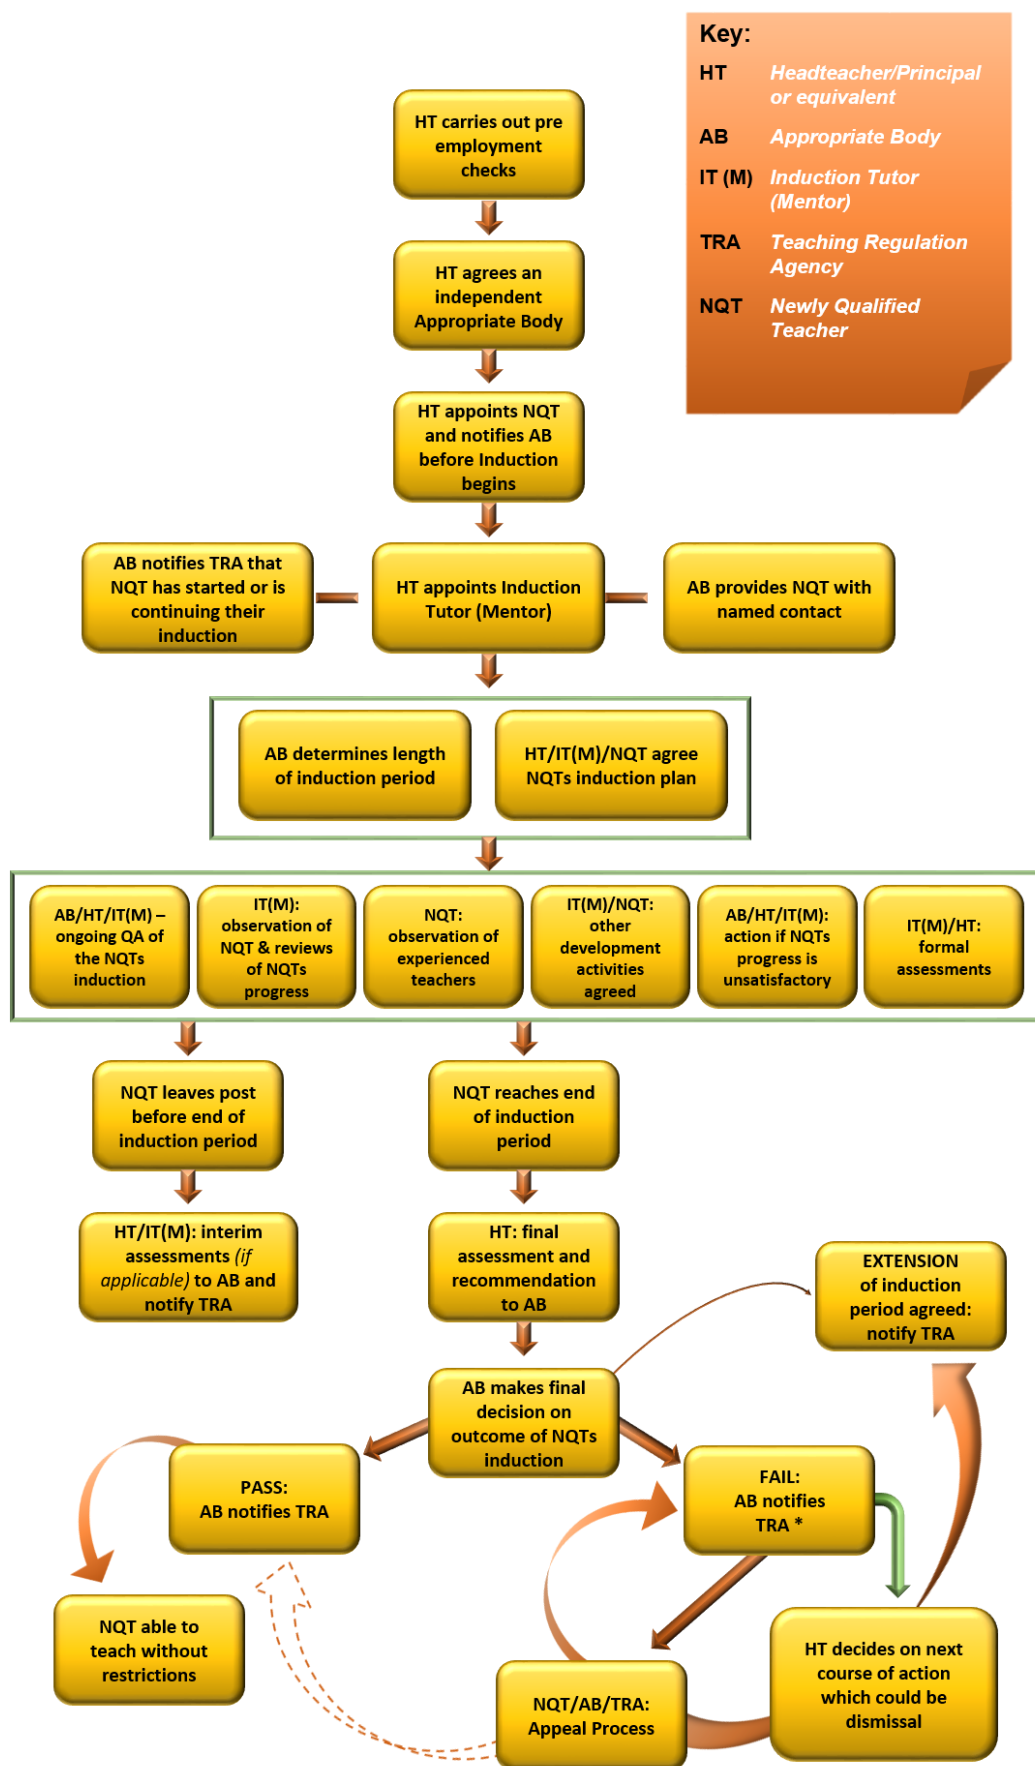 Key:
HT Headteacher/Principal
or equivalent
AB Appropriate Body
IT (M) Induction Tutor
(Mentor)
TRA Teaching Regulation
Agency
NQT Newly Qualified
Teacher
HT carries out pre
employment
checks
HT agrees an
independent
Appropriate Body
HT appoints NQT
and notifies AB
before Induction
begins
AB notifies TRA that
NQT has started or is
continuing their
induction
HT appoints Induction
Tutor (Mentor)
AB provides NQT with
named contact
AB determines length
of induction period
HT/IT(M)/NQT agree
NQTs induction plan
AB/HT/IT(M) –
ongoing QA of
the NQTs
induction
IT(M):
observation of
NQT & reviews
of NQTs
progress
NQT:
observation of
experienced
teachers
IT(M)/NQT:
other
development
activities
agreed
AB/HT/IT(M):
action if NQTs
progress is
unsatisfactory
IT(M)/HT:
formal
assessments
NQT leaves post
before end of
induction period
NQT reaches end
of induction
period
HT/IT(M): interim
assessments (if
applicable) to AB and
notify TRA
HT: final
assessment and
recommendation
to AB
EXTENSION
of induction
period agreed:
notify TRA
AB makes final
decision on
outcome of NQTs
induction
PASS:
AB notifies TRA
FAIL:
AB notifies
TRA *
NQT able to
teach without
restrictions
NQT/AB/TRA:
Appeal Process
HT decides on next
course of action
which could be
dismissal